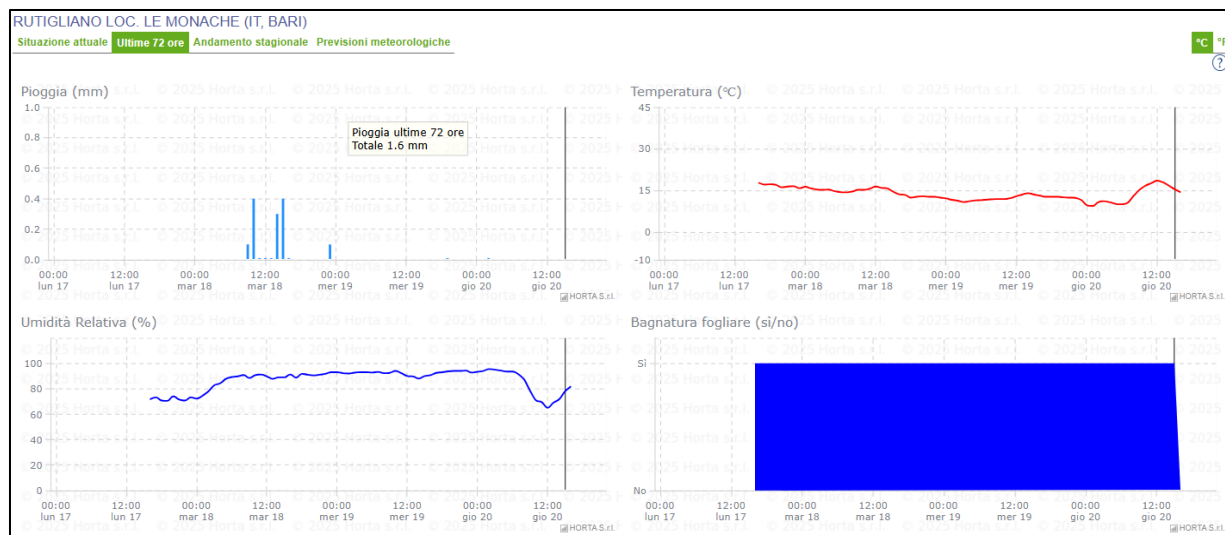 RUTIGLIANO LOC. LE MONACHE (IT, BARI)
Situazione attuale Ultime 72 ore Andamento stagionale Previsioni meteorologiche
°C °F
?
Pioggia (mm)
1.0
0.8
0.6
0.4
0.2
0.0
Pioggia ultime 72 ore
Totale 1.6 mm
00:00 12:00 00:00 12:00 00:00 12:00 00:00 12:00
lun 17 lun 17 mar 18 mar 18 mer 19 mer 19 gio 20 gio 20
HORTA S.r.l.
Temperatura (°C)
45
30
15
0
-10
00:00 12:00 00:00 12:00 00:00 12:00 00:00 12:00
lun 17 lun 17 mar 18 mar 18 mer 19 mer 19 gio 20 gio 20
HORTA S.r.l.
Umidità Relativa (%)
100
80
60
40
20
0
00:00 12:00 00:00 12:00 00:00 12:00 00:00 12:00
lun 17 lun 17 mar 18 mar 18 mer 19 mer 19 gio 20 gio 20
HORTA S.r.l.
Bagnatura fogliare (si/no)
Sì
No
00:00 12:00 00:00 12:00 00:00 12:00 00:00 12:00
lun 17 lun 17 mar 18 mar 18 mer 19 mer 19 gio 20 gio 20
HORTA S.r.l.
© 2025 Horta s.r.l.